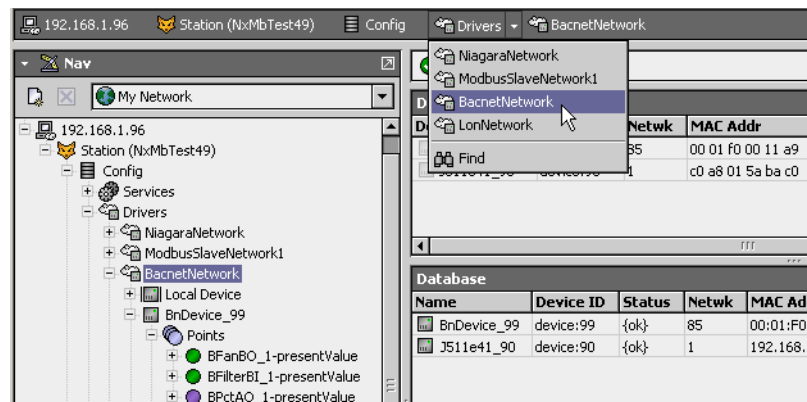 192.168.1.96 Station (NxMbTest49) Config Drivers BacnetNetwork
Nav
My Network
192.168.1.96
Station (NxMbTest49)
Config
Services
Drivers
NiagaraNetwork
ModbusSlaveNetwork1
BacnetNetwork
Local Device
BnDevice_99
Points
BFanBO_1-presentValue
BFilterBI_1-presentValue
BPctAO_1-presentValue
NiagaraNetwork
ModbusSlaveNetwork1
BacnetNetwork
LonNetwork
Find
Netwk MAC Addr
85 00 01 f0 00 11 a9
1 c0 a8 01 5a ba c0
Database
Name Device ID Status Netwk MAC Ad
BnDevice_99 device:99 {ok} 85 00:01:F0
J511e41_90 device:90 {ok} 1 192.168.